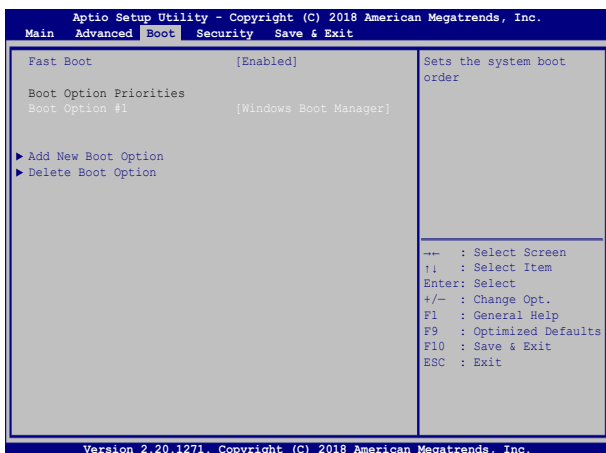 Aptio Setup Utility - Copyright (C) 2018 American Megatrends, Inc.
Main Advanced Boot Security Save & Exit
Fast Boot [Enabled]
Boot Option Priorities
Boot Option #1 [Windows Boot Manager]
▶ Add New Boot Option
▶ Delete Boot Option
Sets the system boot
order
→← : Select Screen
↑↓ : Select Item
Enter: Select
+/— : Change Opt.
F1 : General Help
F9 : Optimized Defaults
F10 : Save & Exit
ESC : Exit
Version 2.20.1271. Copyright (C) 2018 American Megatrends, Inc.